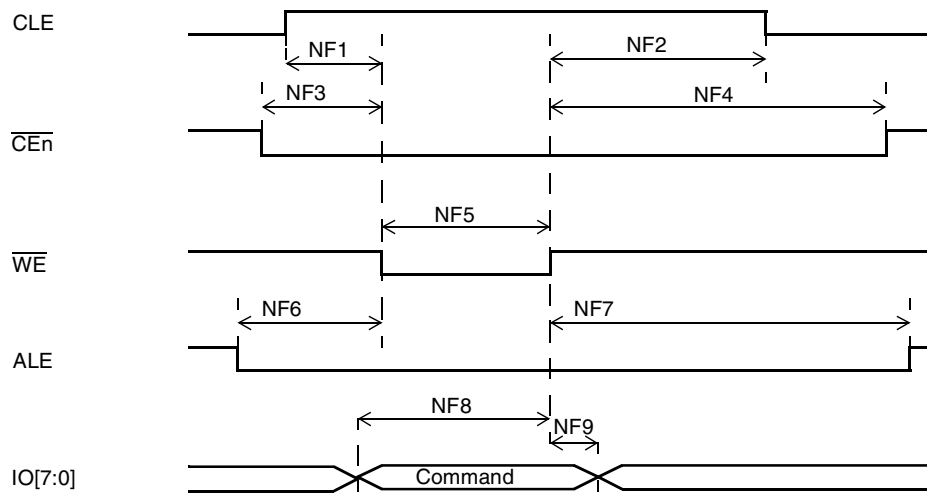 CLE
NF1
NF2
NF3
NF4
CEn
NF5
WE
NF6
NF7
ALE
NF8
NF9
IO[7:0]
Command